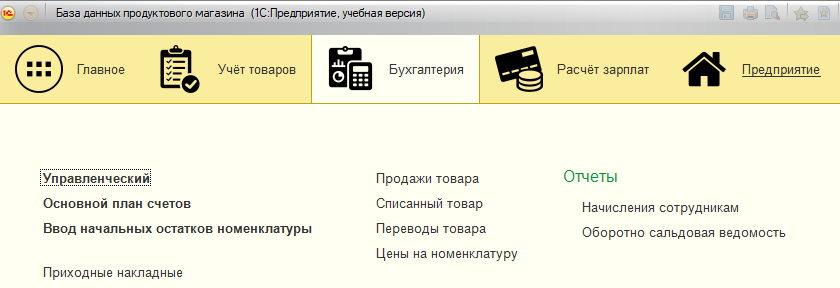 База данных продуктового магазина (1С:Предприятие, учебная версия)
Главное
Учёт товаров
Бухгалтерия
Расчёт зарплат
Предприятие
Управленческий
Основной план счетов
Ввод начальных остатков номенклатуры
Приходные накладные
Продажи товара
Списанный товар
Переводы товара
Цены на номенклатуру
Отчеты
Начисления сотрудникам
Оборотно сальдовая ведомость